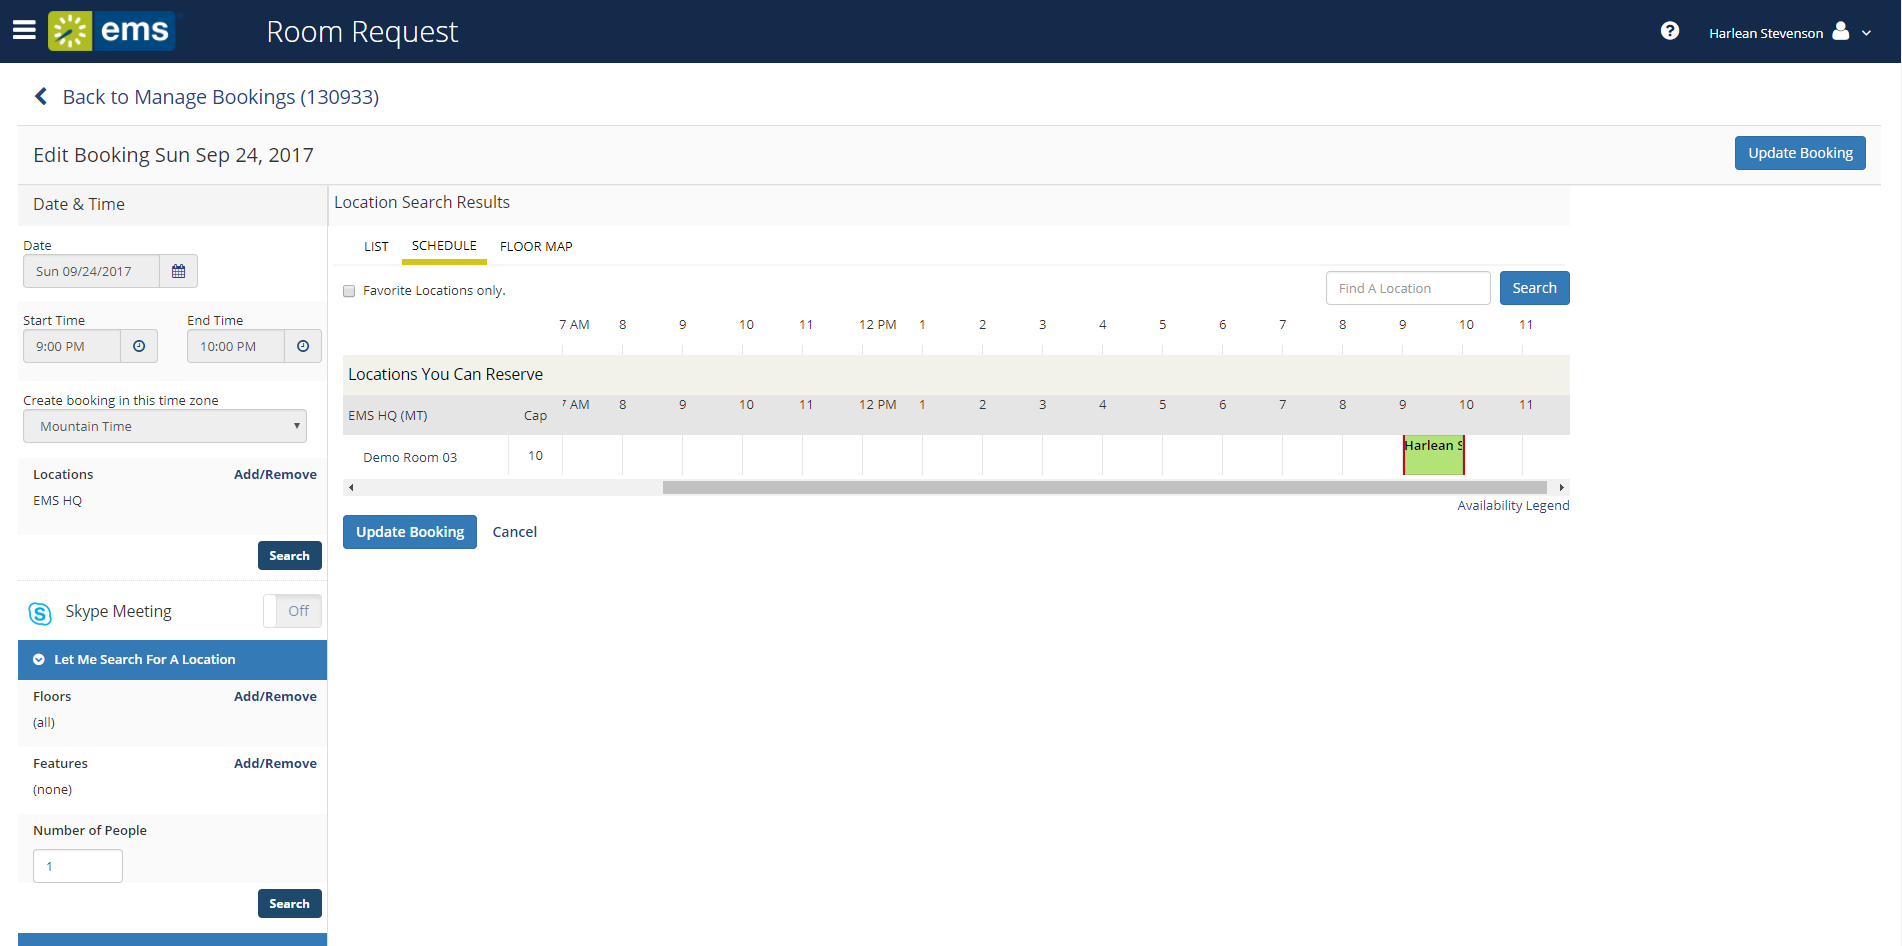 ems
Room Request
Harlean Stevenson
Back to Manage Bookings (130933)
Edit Booking Sun Sep 24, 2017
Update Booking
Date & Time
Date
Sun 09/24/2017
Start Time End Time
9:00 PM 10:00 PM
Create booking in this time zone
Mountain Time
Locations Add/Remove
EMS HQ
Search
Skype Meeting Off
Let Me Search For A Location
Floors Add/Remove
(all)
Features Add/Remove
(none)
Number of People
1
Search
Location Search Results
LIST SCHEDULE FLOOR MAP
Favorite Locations only.
Find A Location Search
7 AM 8 9 10 11 12 PM 1 2 3 4 5 6 7 8 9 10 11
Locations You Can Reserve
EMS HQ (MT) Cap 7 AM 8 9 10 11 12 PM 1 2 3 4 5 6 7 8 9 10 11
Demo Room 03 10 Harlean S
Availability Legend
Update Booking Cancel